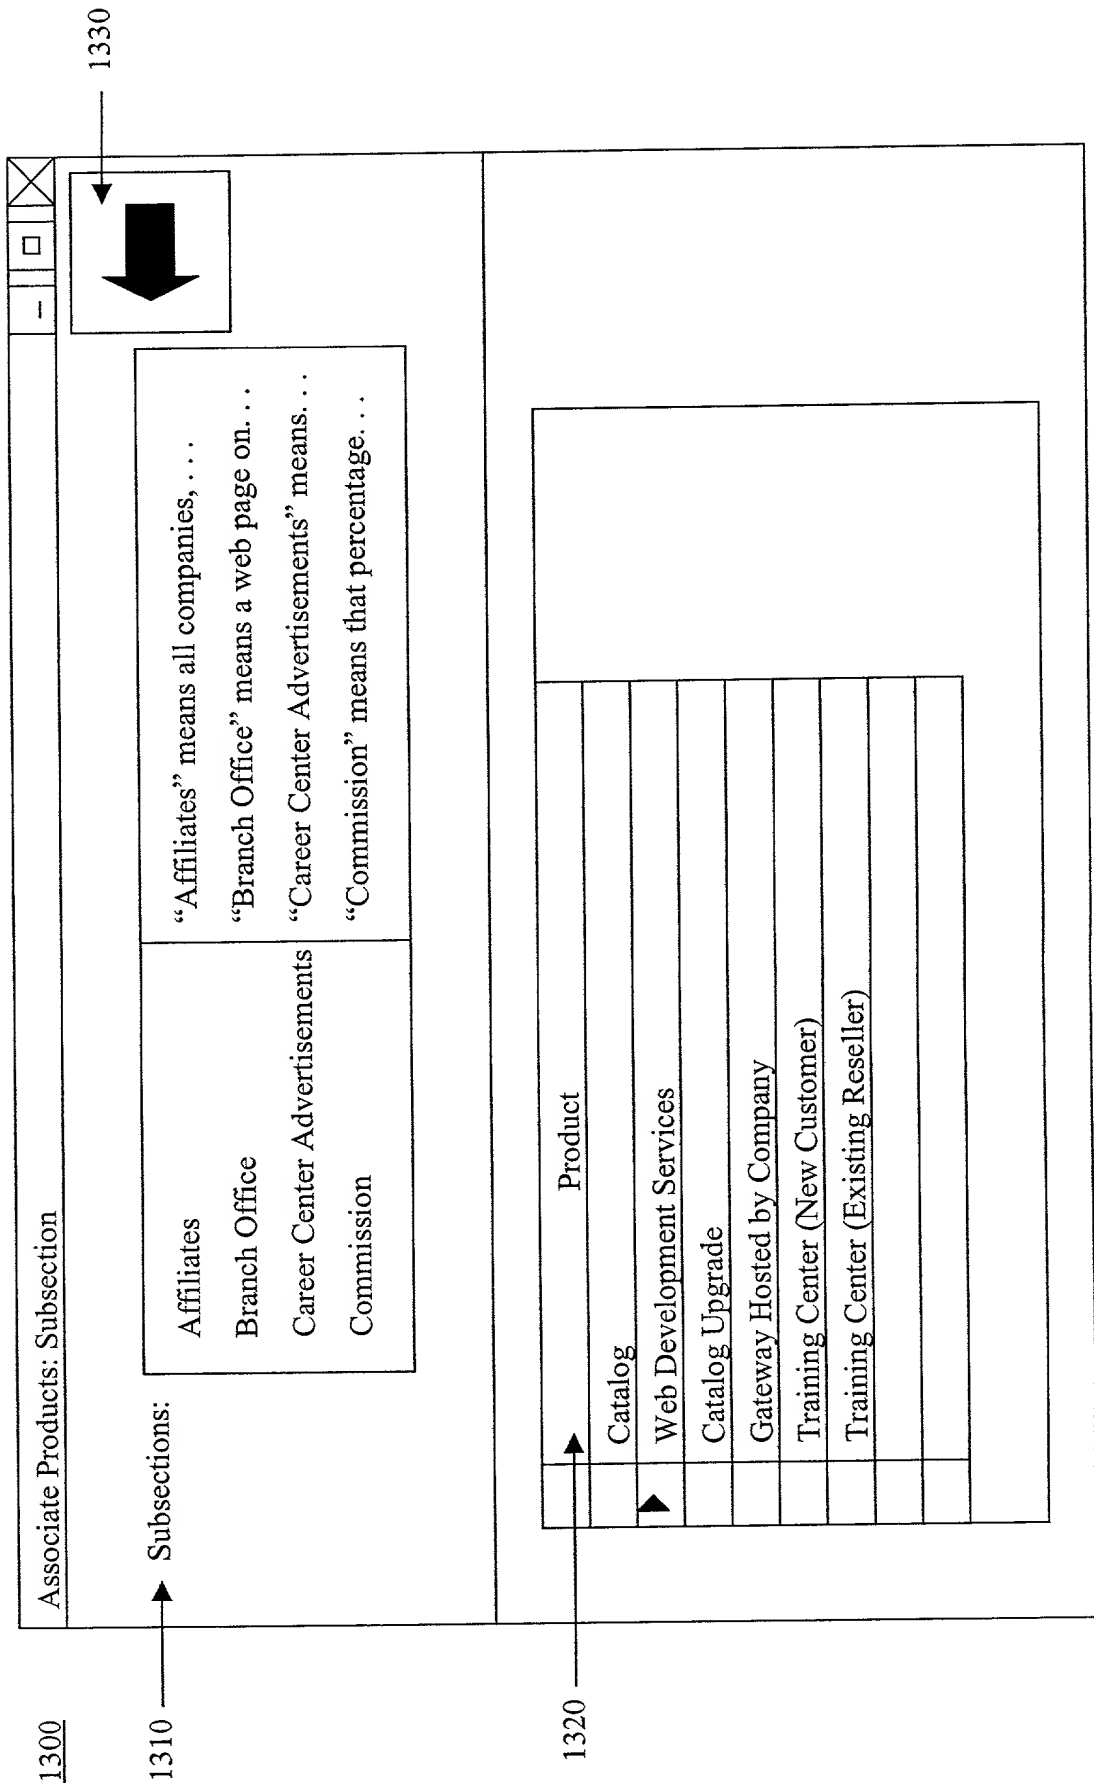 1300
Associate Products: Subsection
1330
1310
Subsections:
Affiliates
“Affiliates” means all companies, . . .
Branch Office
“Branch Office” means a web page on. . .
Career Center Advertisements
“Career Center Advertisements” means. . .
Commission
“Commission” means that percentage. . .
1320
Product
Catalog
Web Development Services
Catalog Upgrade
Gateway Hosted by Company
Training Center (New Customer)
Training Center (Existing Reseller)